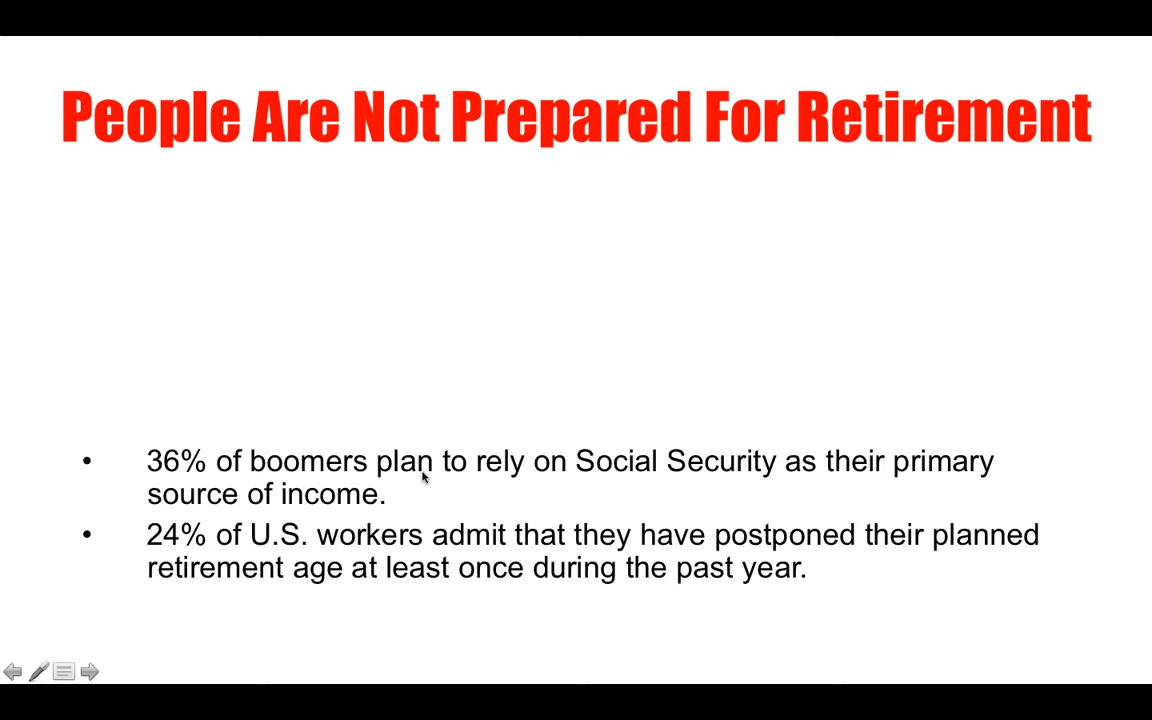 People Are Not Prepared For Retirement
• 36% of boomers plan to rely on Social Security as their primary
source of income.
• 24% of U.S. workers admit that they have postponed their planned
retirement age at least once during the past year.